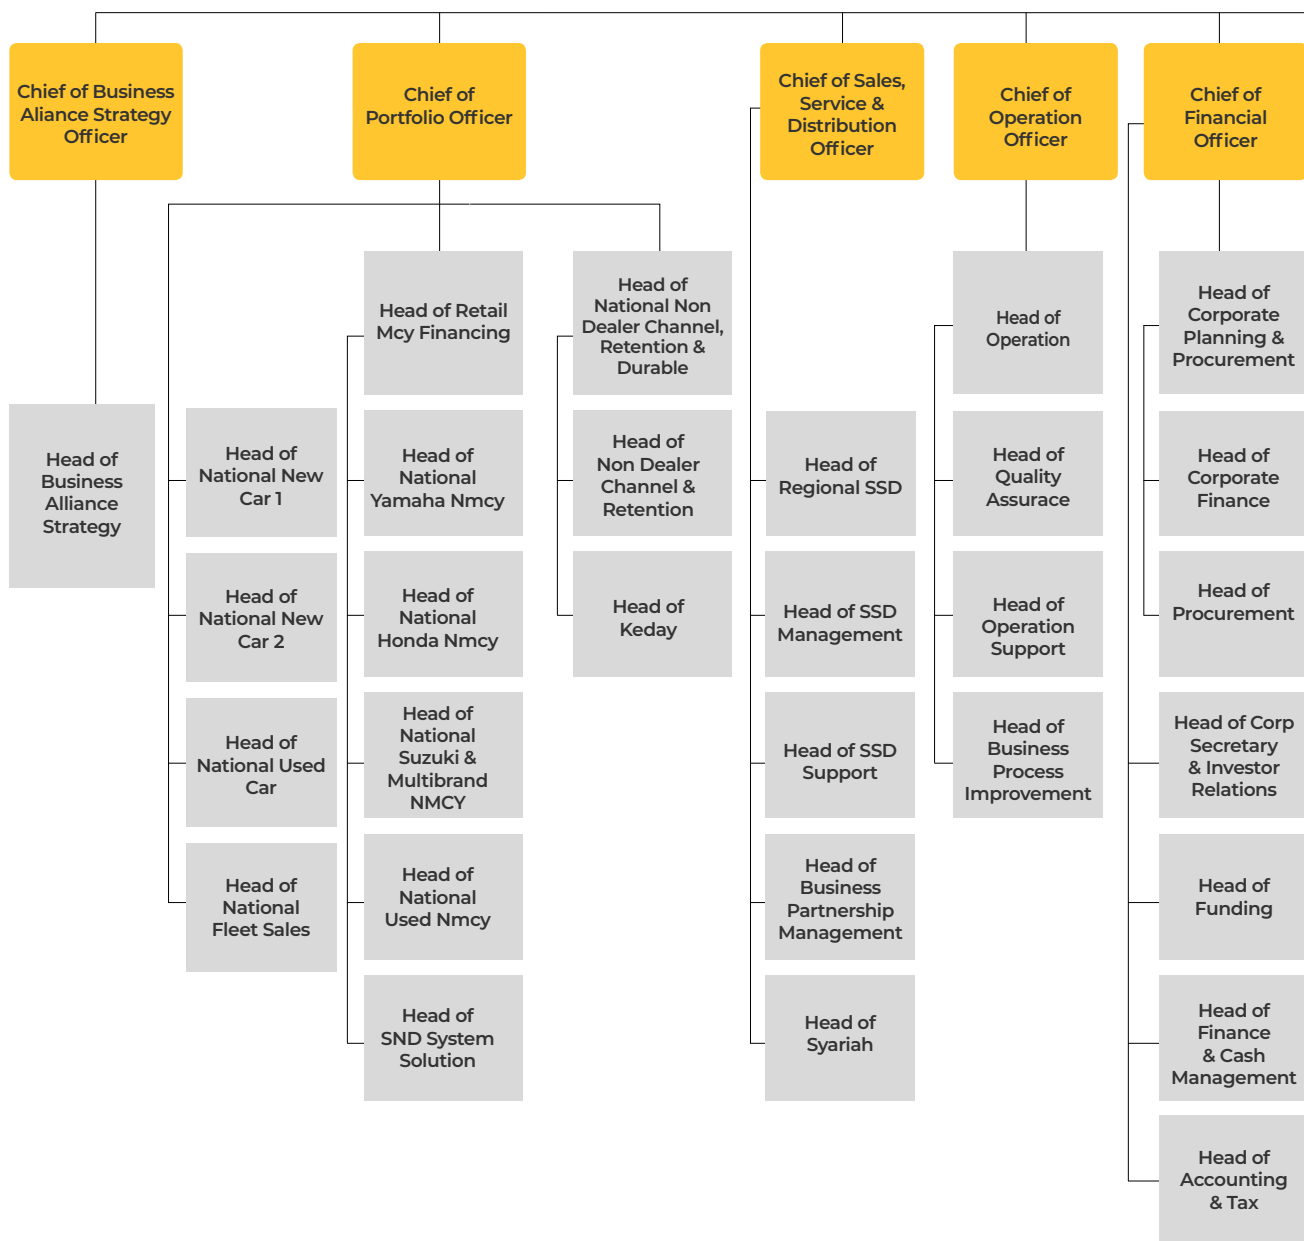 Chief of Business
Aliance Strategy
Officer
Chief of
Portfolio Officer
Chief of Sales,
Service &
Distribution
Officer
Chief of
Operation
Officer
Chief of
Financial
Officer
Head of
Business
Alliance
Strategy
Head of
National New
Car 1
Head of
National New
Car 2
Head of
National Used
Car
Head of
National
Fleet Sales
Head of Retail
Mcy Financing
Head of
National
Yamaha Nmcy
Head of
National
Honda Nmcy
Head of
National
Suzuki &
Multibrand
NMCY
Head of
National
Used Nmcy
Head of
SND System
Solution
Head of
National Non
Dealer Channel,
Retention &
Durable
Head of
Non Dealer
Channel &
Retention
Head of
Keday
Head of
Regional SSD
Head of SSD
Management
Head of SSD
Support
Head of
Business
Partnership
Management
Head of
Syariah
Head of
Operation
Head of
Quality
Assurace
Head of
Operation
Support
Head of
Business
Process
Improvement
Head of
Corporate
Planning &
Procurement
Head of
Corporate
Finance
Head of
Procurement
Head of Corp
Secretary
& Investor
Relations
Head of
Funding
Head of
Finance
& Cash
Management
Head of
Accounting
& Tax